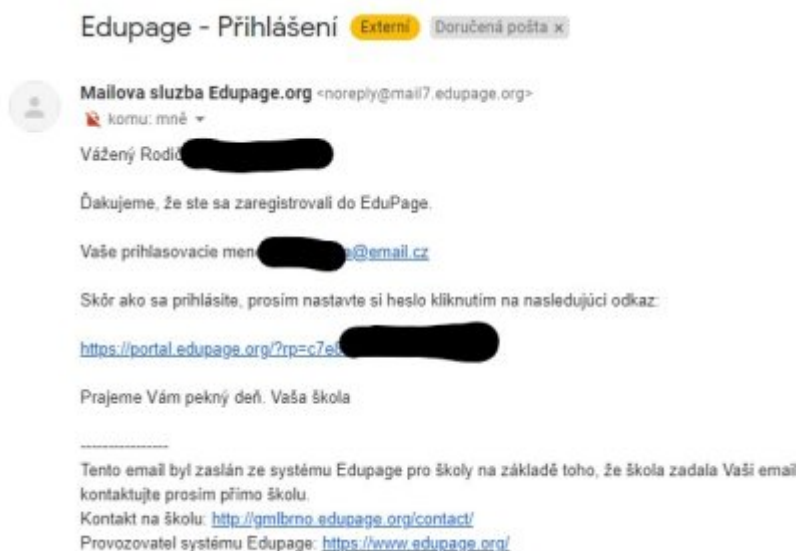 Edupage - Přihlášení Externí Doručená pošta x
Mailova sluzba Edupage.org <noreply@mail7.edupage.org>
komu: mně
Vážený Rodič
Ďakujeme, že ste sa zaregistrovali do EduPage.
Vaše prihlasovacie men @email.cz
Skôr ako sa prihlásite, prosím nastavte si heslo kliknutím na nasledujúci odkaz:
https://portal.edupage.org/?rp=c7e
Prajeme Vám pekný deň. Vaša škola
----------------
Tento email byl zaslán ze systému Edupage pro školy na základě toho, že škola zadala Vaší email
kontaktujte prosím přímo školu.
Kontakt na školu: http://gmlbrno.edupage.org/contact/
Provozovatel systému Edupage: https://www.edupage.org/